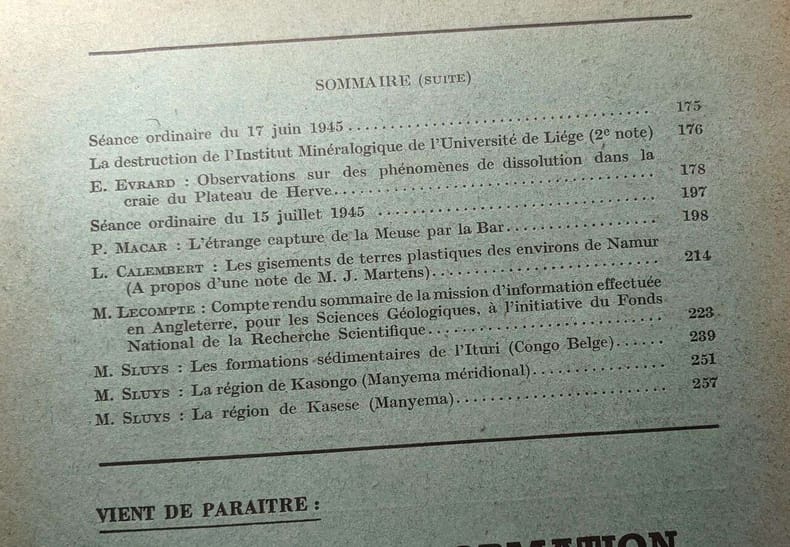 SOMMAIRE (SUITE)
Séance ordinaire du 17 juin 1945 . . . . . . . . . . . . . . . . . . . . . . . . . . . . 175
La destruction de l'Institut Minéralogique de l'Université de Liége (2e note) 176
E. EVRARD : Observations sur des phénomènes de dissolution dans la
craie du Plateau de Herve. . . . . . . . . . . . . . . . . . . . . . . . . . . . 178
Séance ordinaire du 15 juillet 1945 . . . . . . . . . . . . . . . . . . . . . . . . . 197
P. MACAR : L'étrange capture de la Meuse par la Bar. . . . . . . . . . . . . . 198
L. CALEMBERT : Les gisements de terres plastiques des environs de Namur
(A propos d'une note de M. J. Martens). . . . . . . . . . . . . . . . . . . . 214
M. LECOMPTE : Compte rendu sommaire de la mission d'information effectuée
en Angleterre, pour les Sciences Géologiques, à l'initiative du Fonds
National de la Recherche Scientifique . . . . . . . . . . . . . . . . . . . . . 223
M. SLUYS : Les formations sédimentaires de l'Ituri (Congo Belge). . . . . . 239
M. SLUYS : La région de Kasongo (Manyema méridional). . . . . . . . . . . . 251
M. SLUYS : La région de Kasese (Manyema). . . . . . . . . . . . . . . . . . . 257
VIENT DE PARAITRE :